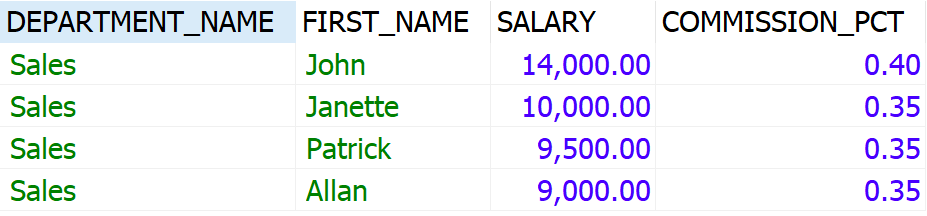 DEPARTMENT_NAME FIRST_NAME SALARY COMMISSION_PCT
Sales John 14,000.00 0.40
Sales Janette 10,000.00 0.35
Sales Patrick 9,500.00 0.35
Sales Allan 9,000.00 0.35